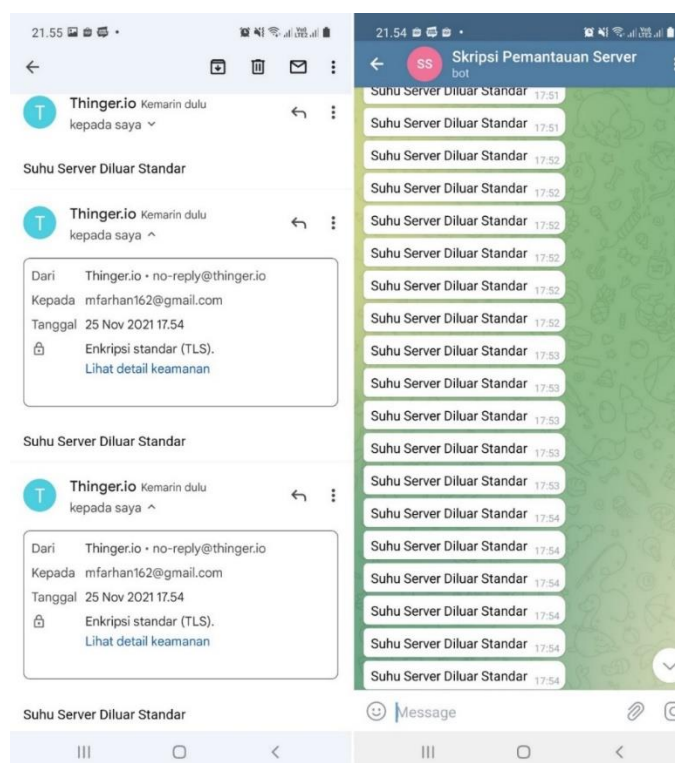 21.55
T
Thinger.io Kemarin dulu
kepada saya
Suhu Server Diluar Standar
T
Thinger.io Kemarin dulu
kepada saya
Dari Thinger.io • no-reply@thinger.io
Kepada mfarhan162@gmail.com
Tanggal 25 Nov 2021 17.54
Enkripsi standar (TLS).
Lihat detail keamanan
Suhu Server Diluar Standar
T
Thinger.io Kemarin dulu
kepada saya
Dari Thinger.io • no-reply@thinger.io
Kepada mfarhan162@gmail.com
Tanggal 25 Nov 2021 17.54
Enkripsi standar (TLS).
Lihat detail keamanan
Suhu Server Diluar Standar
21.54
SS
Skripsi Pemantauan Server
bot
Suhu Server Diluar Standar 17:51
Suhu Server Diluar Standar 17:51
Suhu Server Diluar Standar 17:52
Suhu Server Diluar Standar 17:52
Suhu Server Diluar Standar 17:52
Suhu Server Diluar Standar 17:52
Suhu Server Diluar Standar 17:52
Suhu Server Diluar Standar 17:52
Suhu Server Diluar Standar 17:53
Suhu Server Diluar Standar 17:53
Suhu Server Diluar Standar 17:53
Suhu Server Diluar Standar 17:53
Suhu Server Diluar Standar 17:53
Suhu Server Diluar Standar 17:54
Suhu Server Diluar Standar 17:54
Suhu Server Diluar Standar 17:54
Suhu Server Diluar Standar 17:54
Suhu Server Diluar Standar 17:54
Suhu Server Diluar Standar 17:54
Message